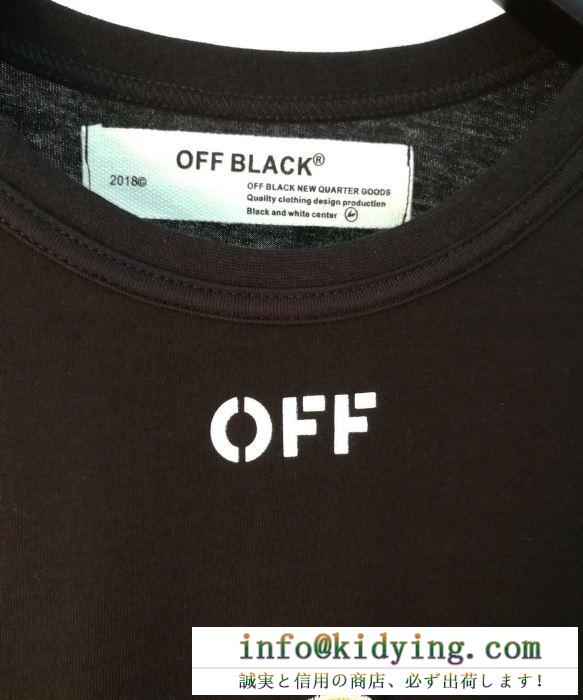 OFF BLACK®
2018©
OFF BLACK NEW QUARTER GOODS
Quality clothing design production
Black and white center
OFF
info@kidying.com
誠実と信用の商店、必ず出荷します！